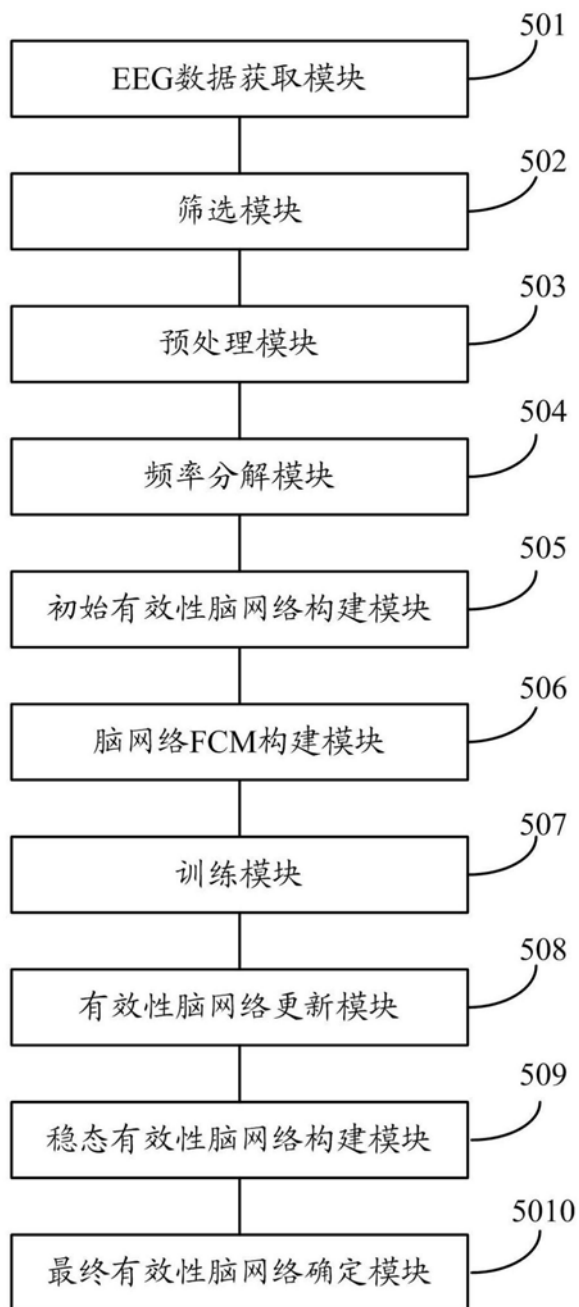 501
EEG数据获取模块
502
筛选模块
503
预处理模块
504
频率分解模块
505
初始有效性脑网络构建模块
506
脑网络FCM构建模块
507
训练模块
508
有效性脑网络更新模块
509
稳态有效性脑网络构建模块
5010
最终有效性脑网络确定模块